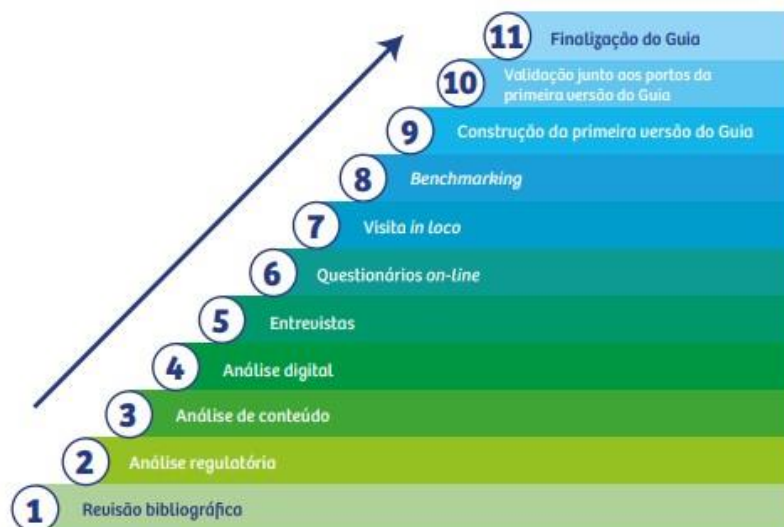 11 Finalização do Guia
10 Validação junto aos portos da
primeira versão do Guia
9 Construção da primeira versão do Guia
8 Benchmarking
7 Visita in loco
6 Questionários on-line
5 Entrevistas
4 Análise digital
3 Análise de conteúdo
2 Análise regulatória
1 Revisão bibliográfica